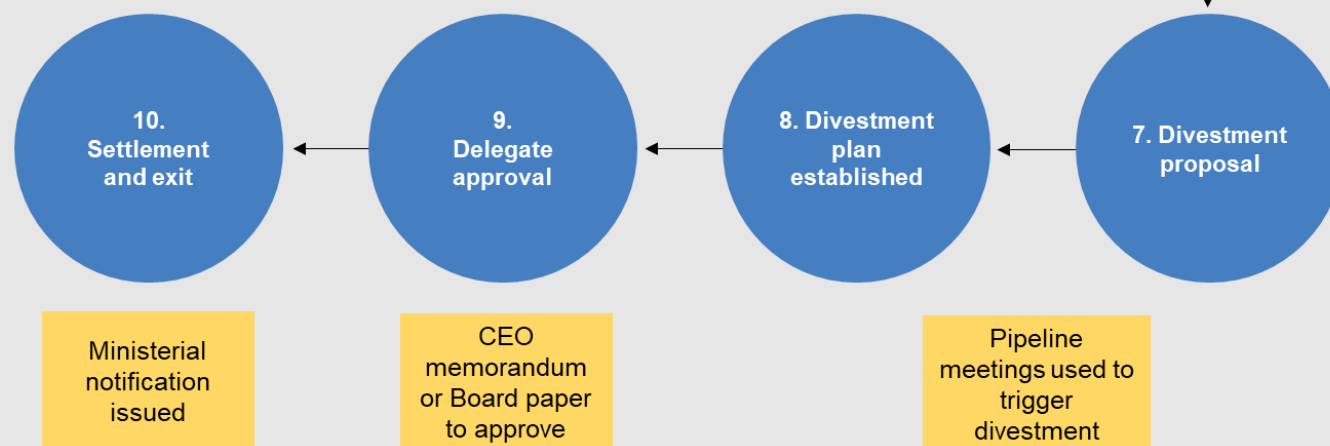 10.
Settlement
and exit
9.
Delegate
approval
8. Divestment
plan
established
7. Divestment
proposal
Ministerial
notification
issued
CEO
memorandum
or Board paper
to approve
Pipeline
meetings used to
trigger
divestment